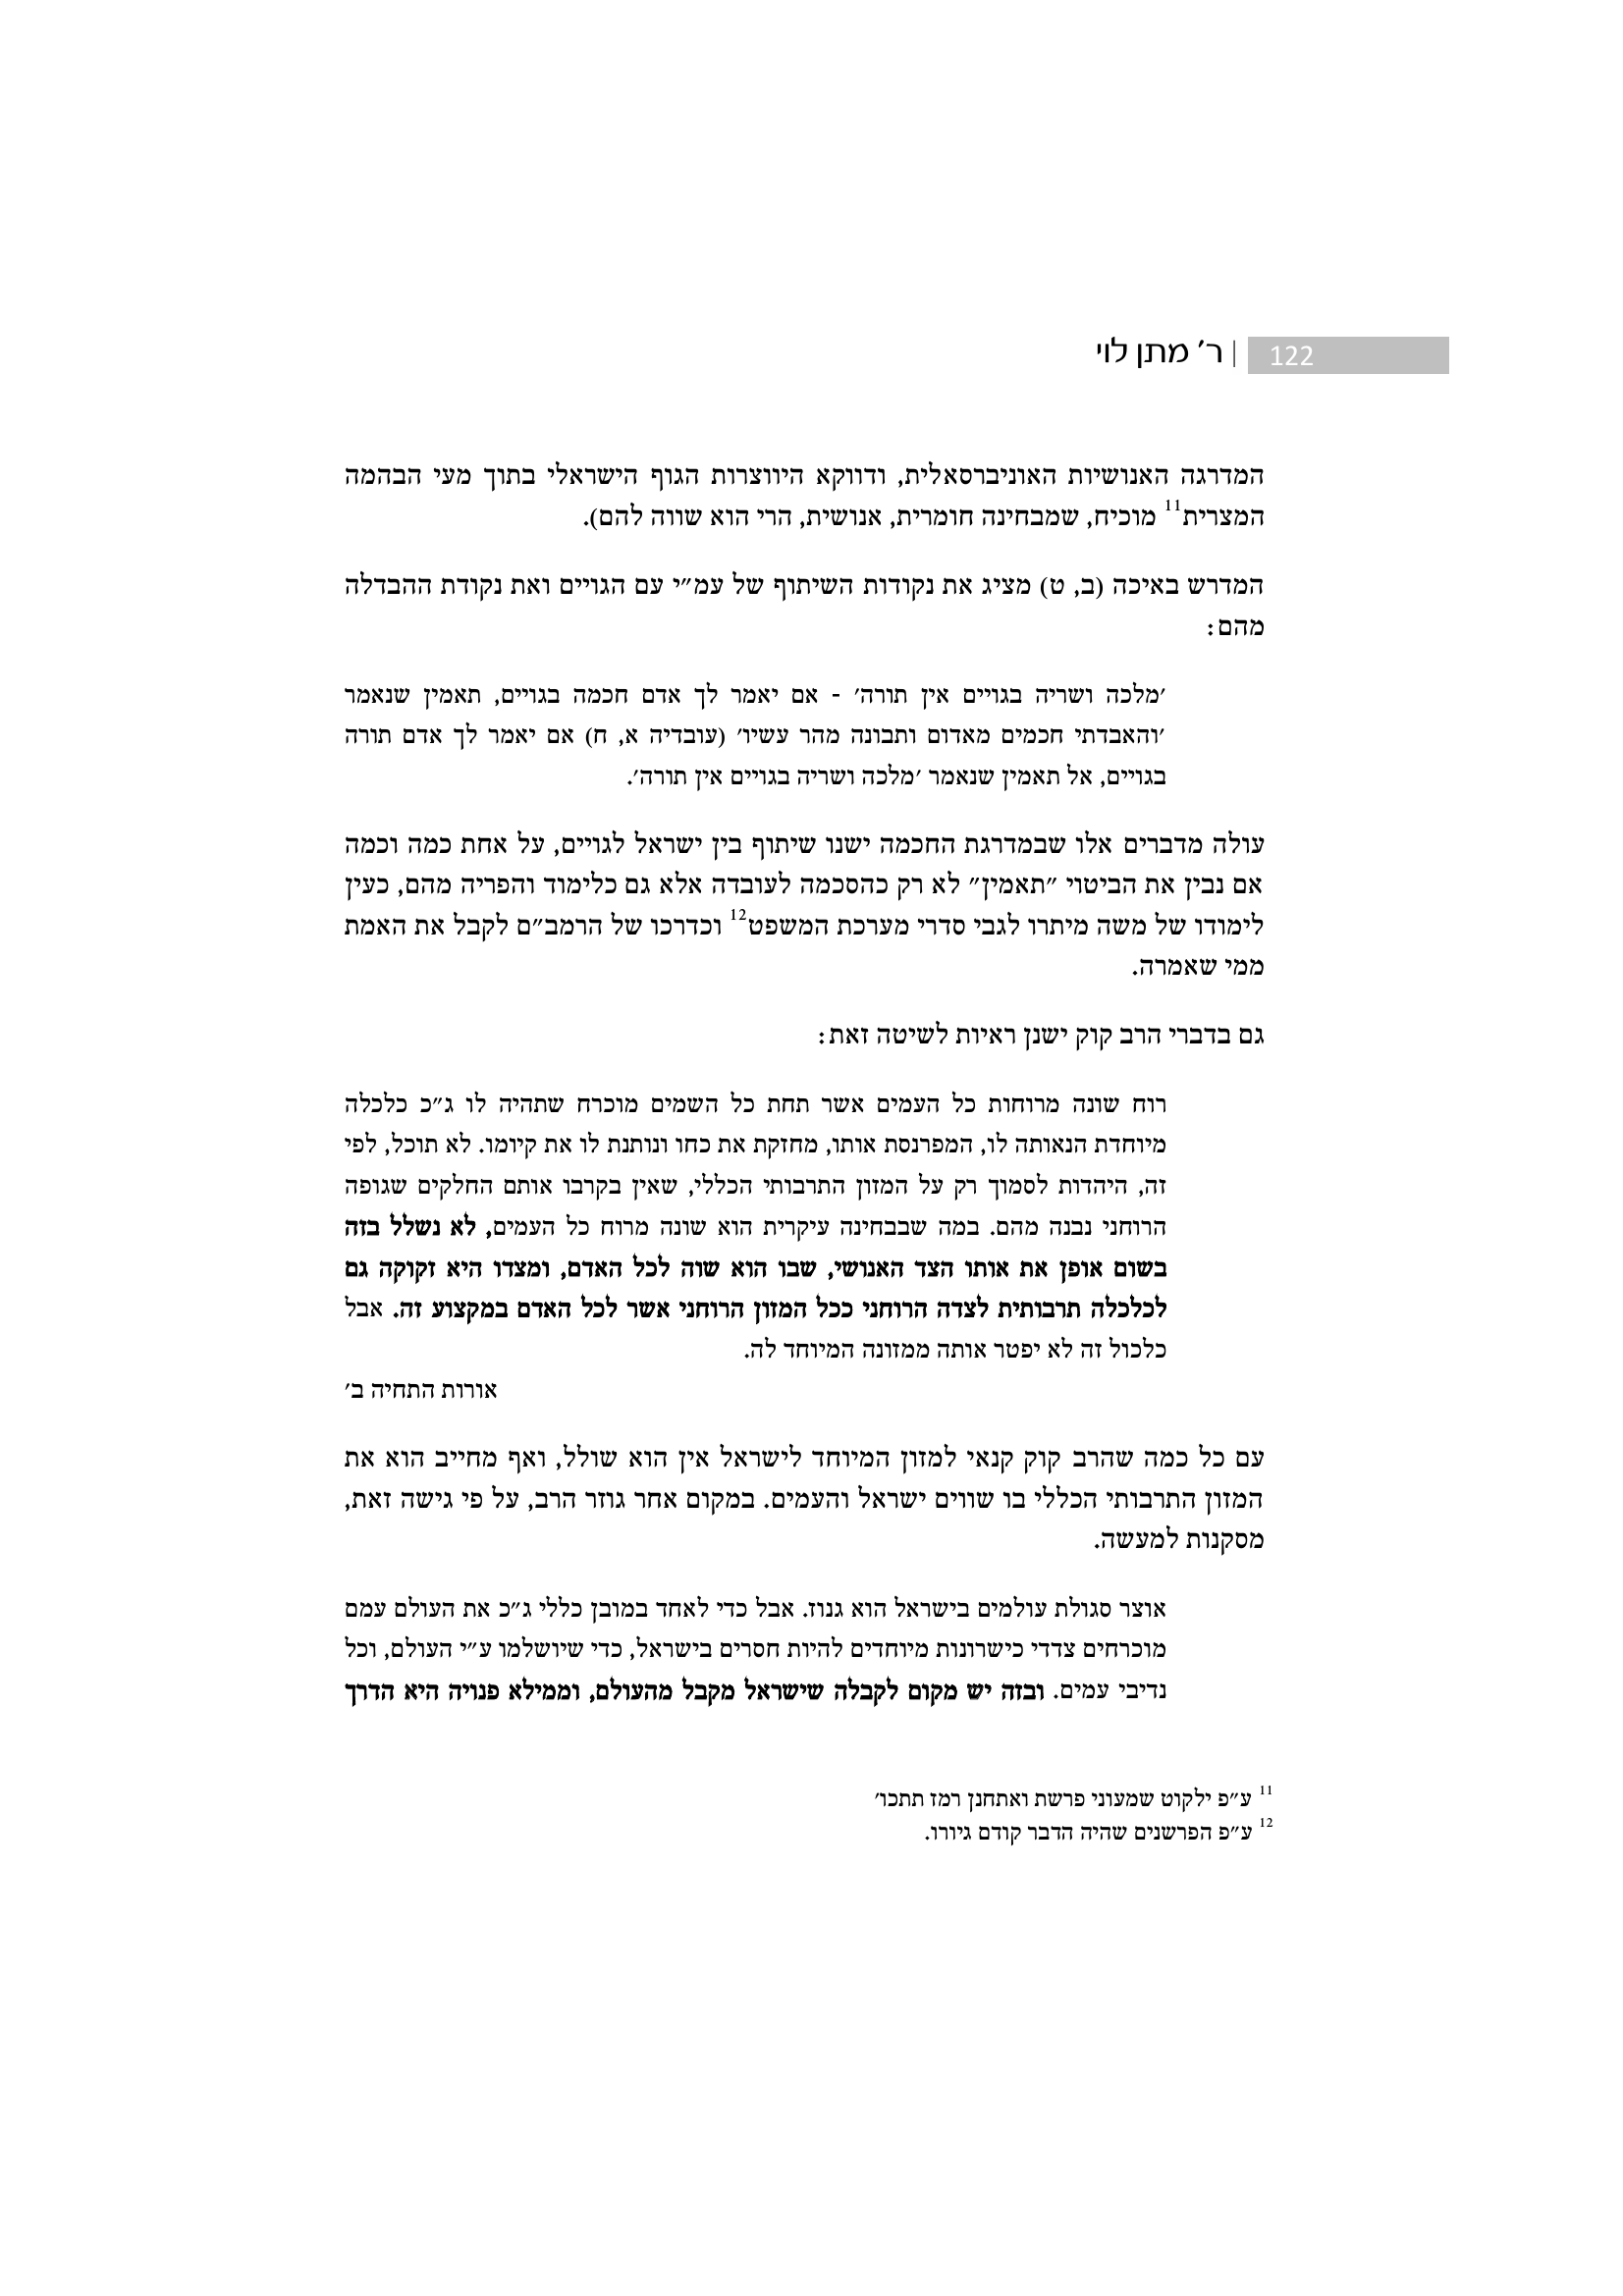 122 | ר' מתן לוי
המדרגה האנושיות האוניברסאלית, ודווקא היווצרות הגוף הישראלי בתוך מעי הבהמה
המצרית11 מוכיח, שמבחינה חומרית, אנושית, הרי הוא שווה להם).
המדרש באיכה (ב, ט) מציג את נקודות השיתוף של עמ"י עם הגויים ואת נקודת ההבדלה
מהם:
'מלכה ושריה בגויים אין תורה' - אם יאמר לך אדם חכמה בגויים, תאמין שנאמר
'והאבדתי חכמים מאדום ותבונה מהר עשיו' (עובדיה א, ח) אם יאמר לך אדם תורה
בגויים, אל תאמין שנאמר 'מלכה ושריה בגויים אין תורה'.
עולה מדברים אלו שבמדרגת החכמה ישנו שיתוף בין ישראל לגויים, על אחת כמה וכמה
אם נבין את הביטוי "תאמין" לא רק כהסכמה לעובדה אלא גם כלימוד והפריה מהם, כעין
לימודו של משה מיתרו לגבי סדרי מערכת המשפט12 וכדרכו של הרמב"ם לקבל את האמת
ממי שאמרה.
גם בדברי הרב קוק ישנן ראיות לשיטה זאת:
רוח שונה מרוחות כל העמים אשר תחת כל השמים מוכרח שתהיה לו ג"כ כלכלה
מיוחדת הנאותה לו, המפרנסת אותו, מחזקת את כחו ונותנת לו את קיומו. לא תוכל, לפי
זה, היהדות לסמוך רק על המזון התרבותי הכללי, שאין בקרבו אותם החלקים שגופה
הרוחני נבנה מהם. במה שבבחינה עיקרית הוא שונה מרוח כל העמים, לא נשלל בזה
בשום אופן את אותו הצד האנושי, שבו הוא שוה לכל האדם, ומצדו היא זקוקה גם
לכלכלה תרבותית לצדה הרוחני ככל המזון הרוחני אשר לכל האדם במקצוע זה. אבל
כלכול זה לא יפטר אותה ממזונה המיוחד לה.
אורות התחיה ב'
עם כל כמה שהרב קוק קנאי למזון המיוחד לישראל אין הוא שולל, ואף מחייב הוא את
המזון התרבותי הכללי בו שווים ישראל והעמים. במקום אחר גוזר הרב, על פי גישה זאת,
מסקנות למעשה.
אוצר סגולת עולמים בישראל הוא גנוז. אבל כדי לאחד במובן כללי ג"כ את העולם עמם
מוכרחים צדדי כישרונות מיוחדים להיות חסרים בישראל, כדי שיושלמו ע"י העולם, וכל
נדיבי עמים. ובזה יש מקום לקבלה שישראל מקבל מהעולם, וממילא פנויה היא הדרך
11 ע"פ ילקוט שמעוני פרשת ואתחנן רמז תתכו'
12 ע"פ הפרשנים שהיה הדבר קודם גיורו.